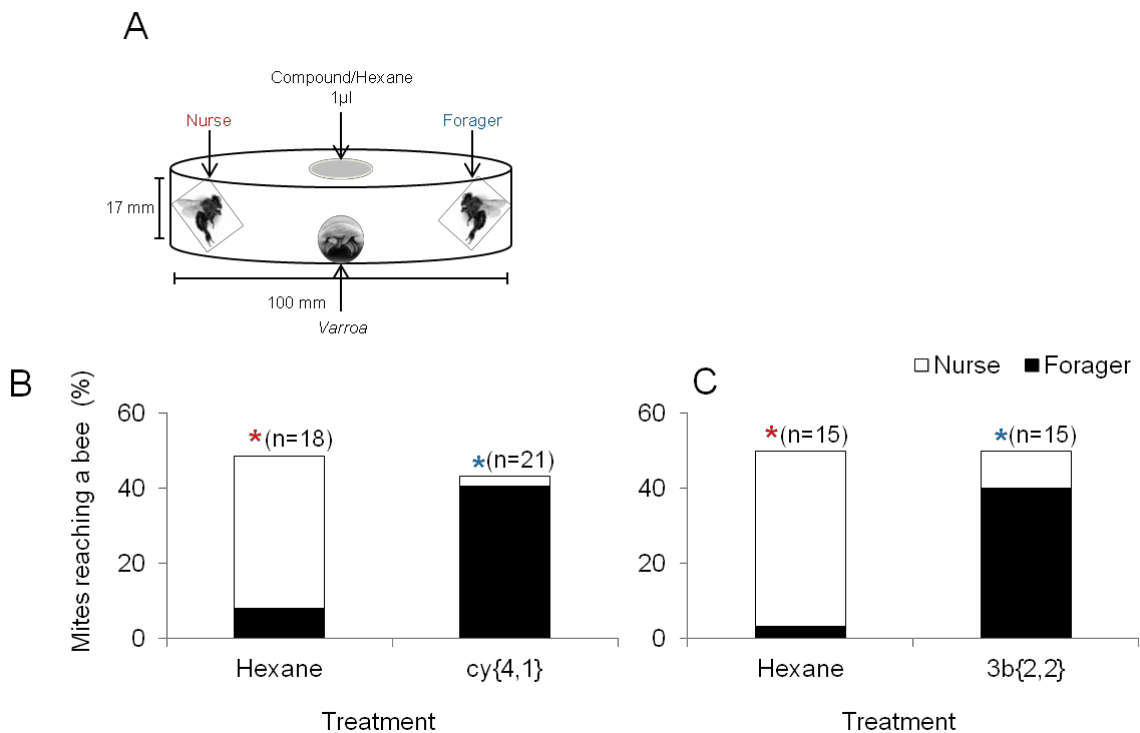 A
Compound/Hexane
1µl
Nurse
Forager
17 mm
100 mm
Varroa
B
Mites reaching a bee (%)
60
40
20
0
*(n=18)
*(n=21)
Hexane
cy{4,1}
Treatment
C
Nurse
Forager
60
40
20
0
*(n=15)
*(n=15)
Hexane
3b{2,2}
Treatment